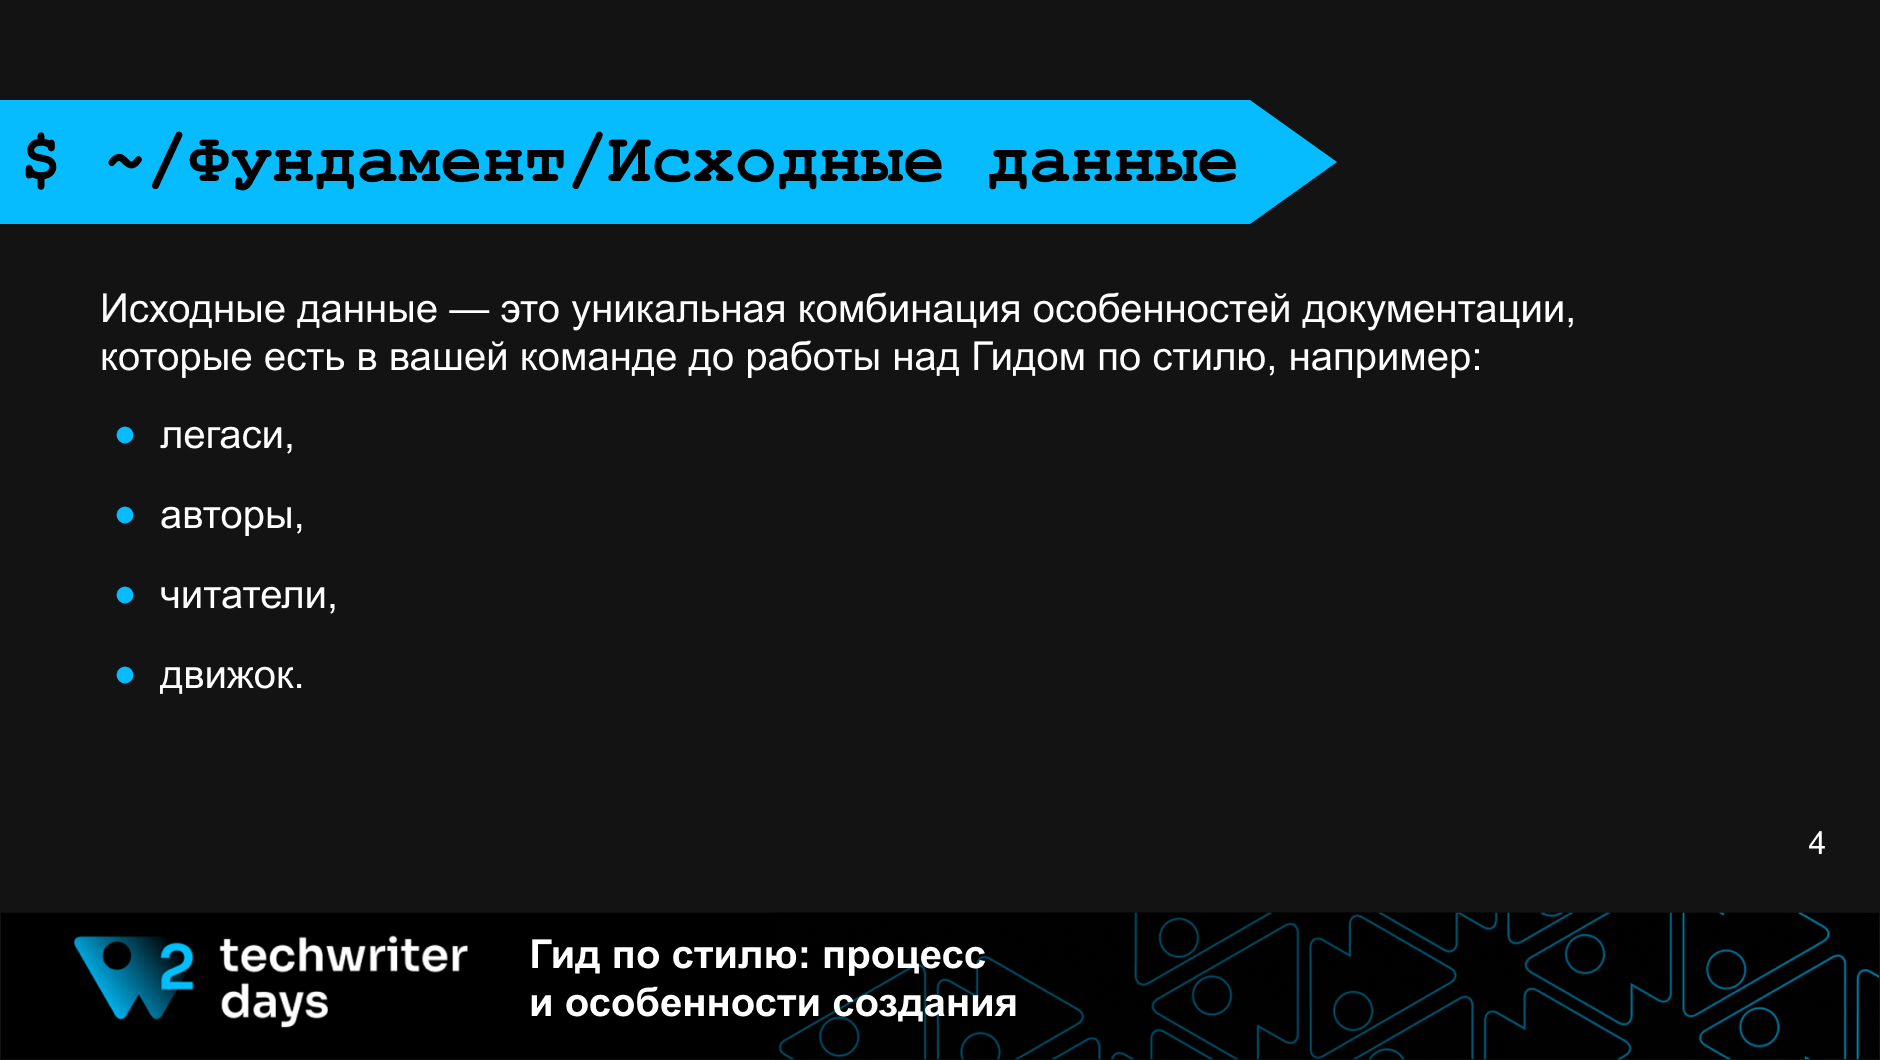 $ ~/Фундамент/Исходные данные
Исходные данные — это уникальная комбинация особенностей документации,
которые есть в вашей команде до работы над Гидом по стилю, например:
легаси,
авторы,
читатели,
движок.
4
2 techwriter
days
Гид по стилю: процесс
и особенности создания